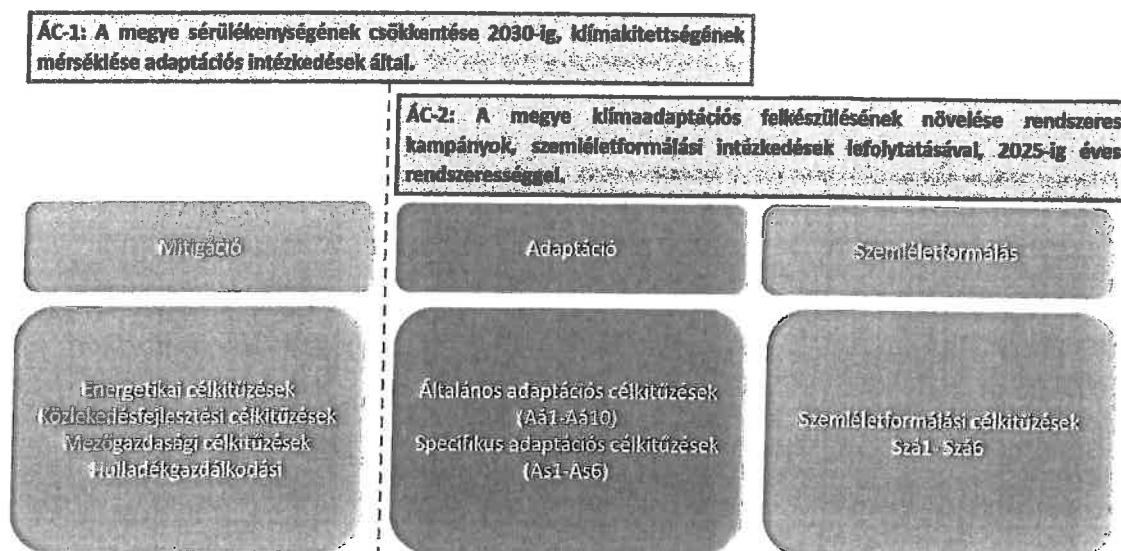 ÁC-1: A megye sérülékenységének csökkentése 2030-ig, klímakitettségének
mérséklése adaptációs intézkedések által.
ÁC-2: A megye klímaadaptációs felkészülésének növelése rendszeres
kampányok, szemléletformálási intézkedések lefolytatásával, 2025-ig éves
rendszerességgel.
Mitigáció
Adaptáció
Szemléletformálás
Energetikai célkitűzések
Közlekedésfejlesztési célkitűzések
Mezőgazdasági célkitűzések
Hulladékgazdálkodási
Általános adaptációs célkitűzések
(Aá1-Aá10)
Specifikus adaptációs célkitűzések
(As1-As6)
Szemléletformálási célkitűzések
Szá1- Szá6